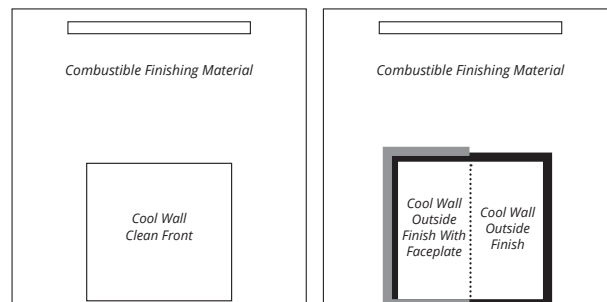 Combustible Finishing Material
Cool Wall
Clean Front
Combustible Finishing Material
Cool Wall
Outside
Finish With
Faceplate
Cool Wall
Outside
Finish